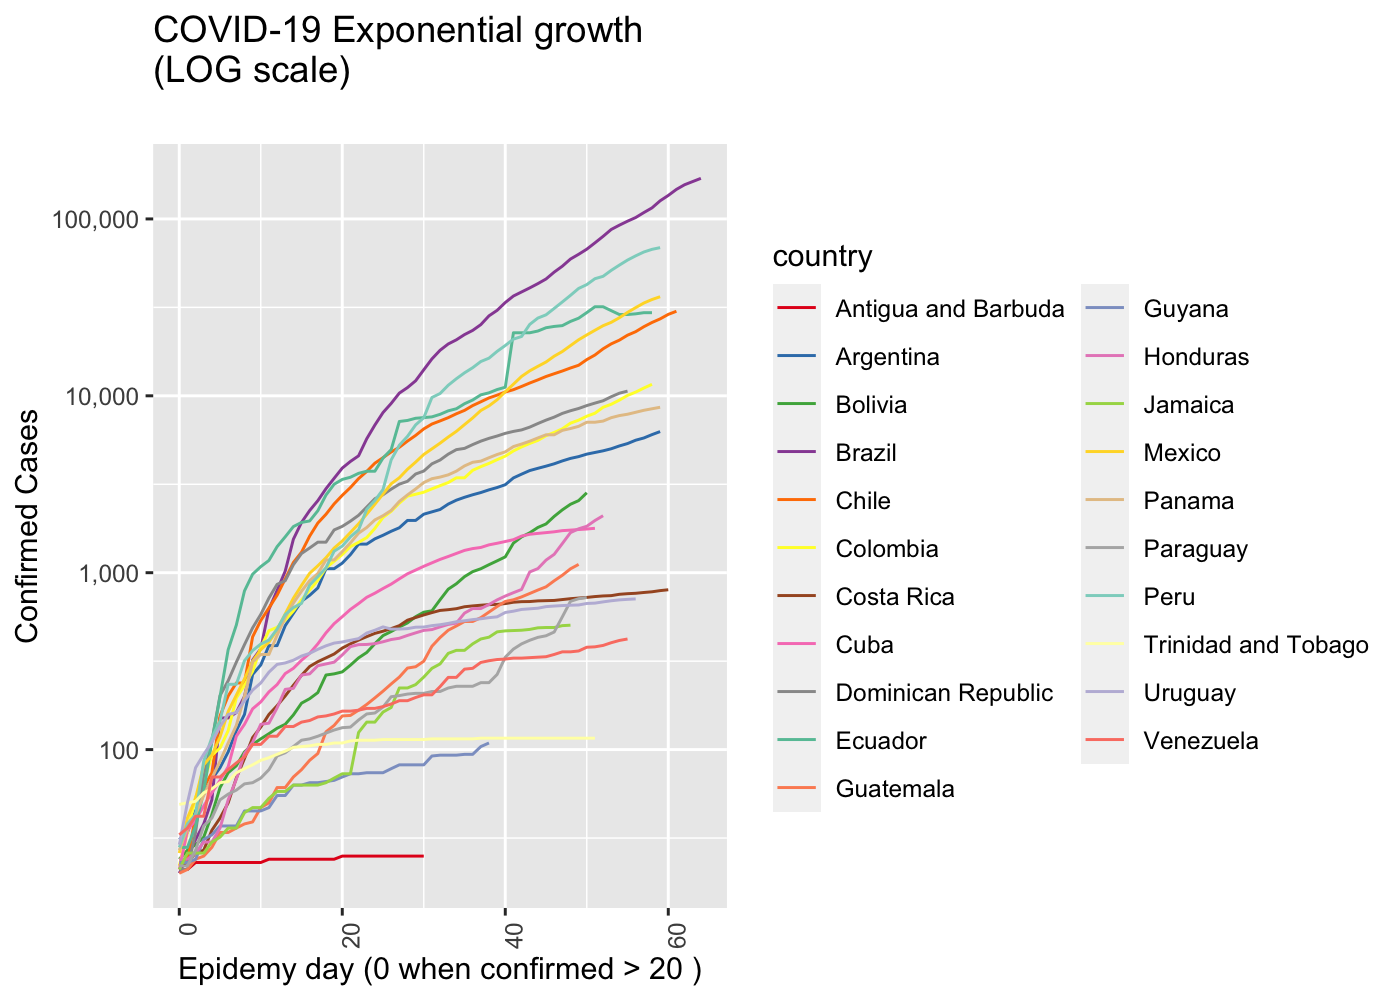 COVID-19 Exponential growth
(LOG scale)
Confirmed Cases
100,000
10,000
1,000
100
0
20
40
60
Epidemy day (0 when confirmed > 20 )
country
Antigua and Barbuda
Argentina
Bolivia
Brazil
Chile
Colombia
Costa Rica
Cuba
Dominican Republic
Ecuador
Guatemala
Guyana
Honduras
Jamaica
Mexico
Panama
Paraguay
Peru
Trinidad and Tobago
Uruguay
Venezuela